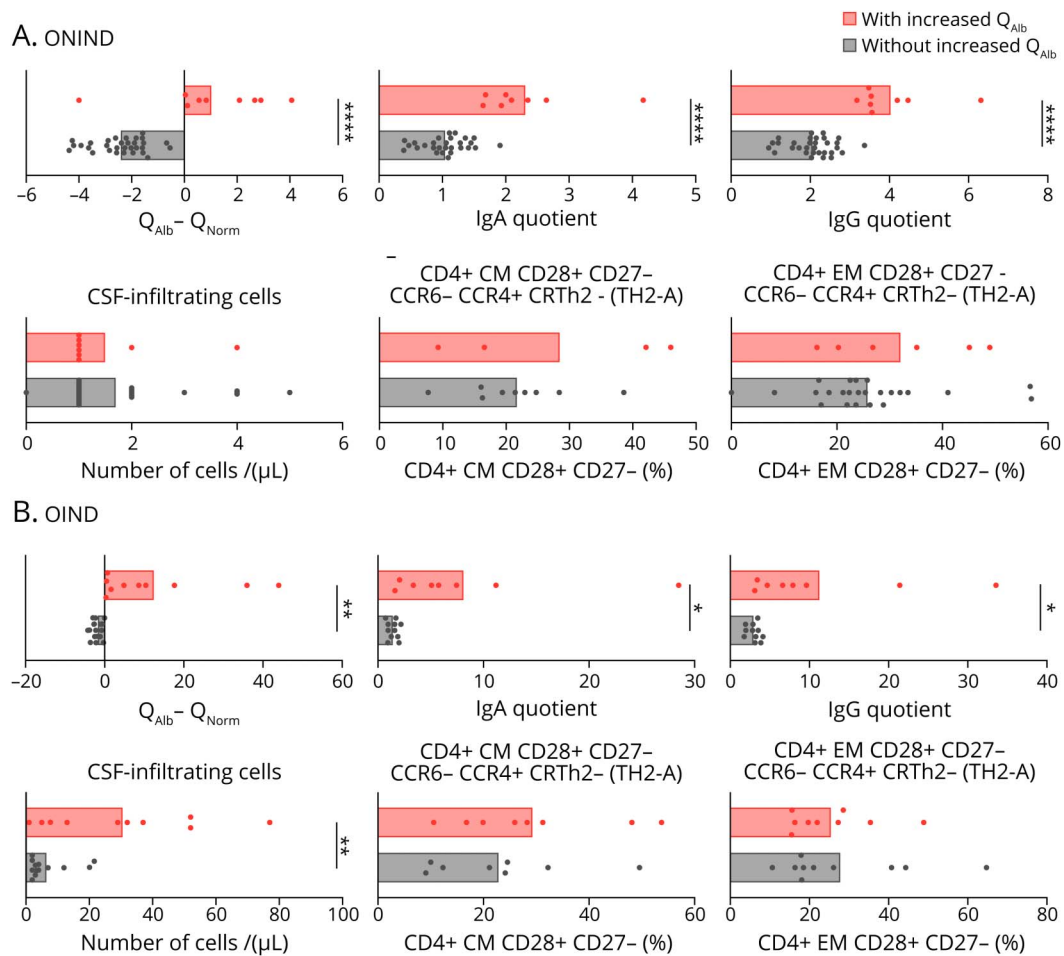 With increased QAlb
Without increased QAlb
A. ONIND
****
****
****
−6 −4 −2 0 2 4 6
QAlb– QNorm
0 1 2 3 4 5
IgA quotient
0 2 4 6 8
IgG quotient
–
CSF-infiltrating cells
CD4+ CM CD28+ CD27–
CCR6– CCR4+ CRTh2 - (TH2-A)
CD4+ EM CD28+ CD27 -
CCR6– CCR4+ CRTh2– (TH2-A)
0 2 4 6
Number of cells /(μL)
0 10 20 30 40 50
CD4+ CM CD28+ CD27– (%)
0 20 40 60
CD4+ EM CD28+ CD27– (%)
B. OIND
**
*
*
−20 0 20 40 60
QAlb– QNorm
0 10 20 30
IgA quotient
0 10 20 30 40
IgG quotient
CSF-infiltrating cells
CD4+ CM CD28+ CD27–
CCR6– CCR4+ CRTh2– (TH2-A)
CD4+ EM CD28+ CD27–
CCR6– CCR4+ CRTh2– (TH2-A)
**
0 20 40 60 80 100
Number of cells /(μL)
0 20 40 60
CD4+ CM CD28+ CD27– (%)
0 20 40 60 80
CD4+ EM CD28+ CD27– (%)